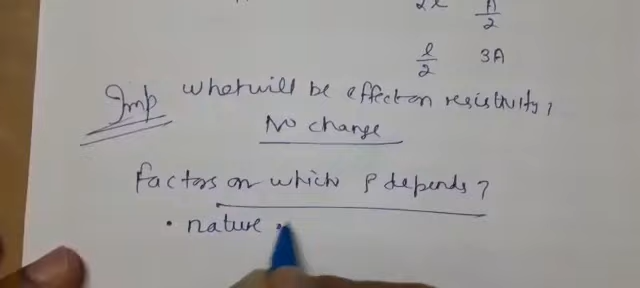 2l A/2
l/2 3A
Imp What will be effect on resistivity,
No change
factors on which ρ depends?
• nature